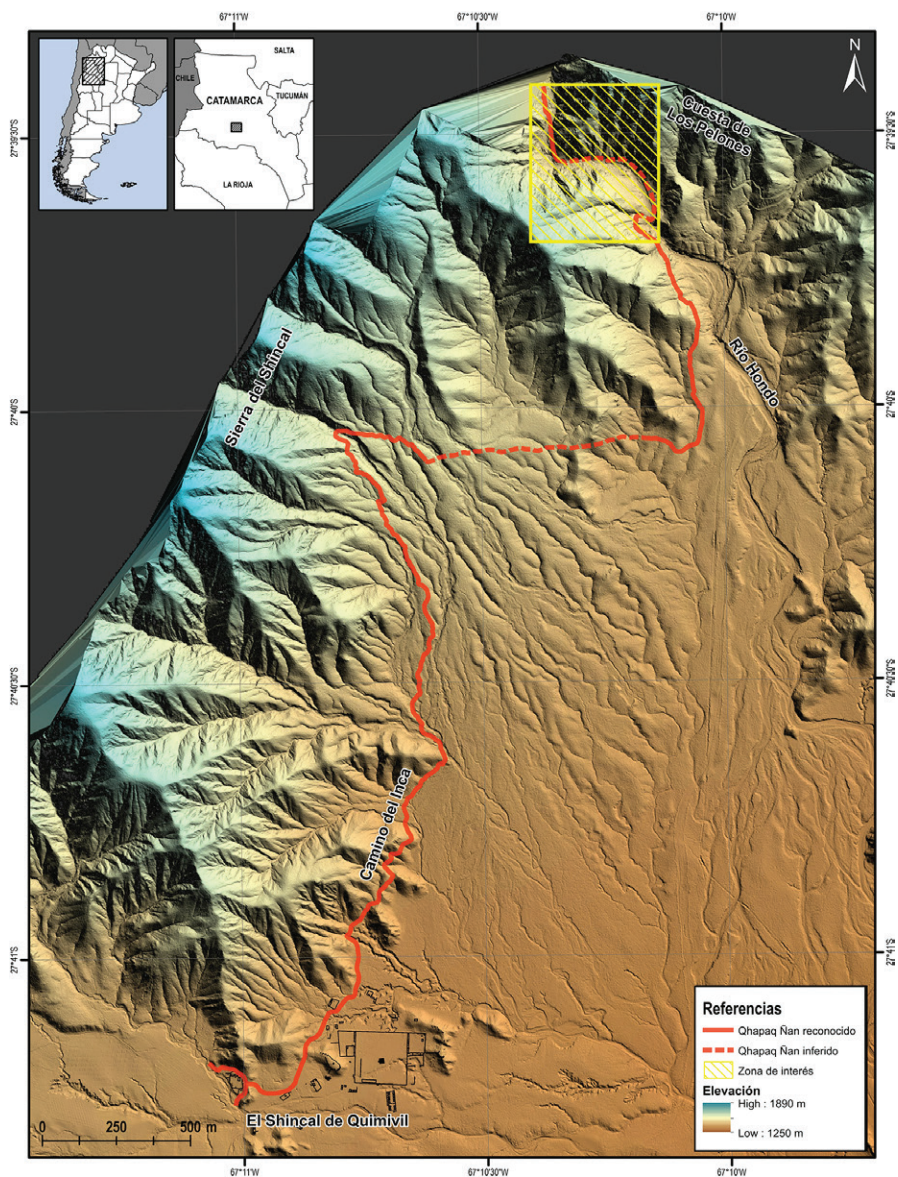 67°11'W
67°10'30"W
67°10'W
N
SALTA
CHILE
CATAMARCA
TUCUMÁN
LA RIOJA
Cuesta de
Los Pelones
27°39'30"S
27°39'30"S
Río Hondo
Sierra del Shincal
27°40'S
27°40'S
27°40'30"S
27°40'30"S
Camino del Inca
27°41'S
27°41'S
Referencias
Qhapaq Ñan reconocido
Qhapaq Ñan inferido
Zona de interés
Elevación
High : 1890 m
Low : 1250 m
El Shincal de Quimivil
0 250 500 m
67°11'W
67°10'30"W
67°10'W